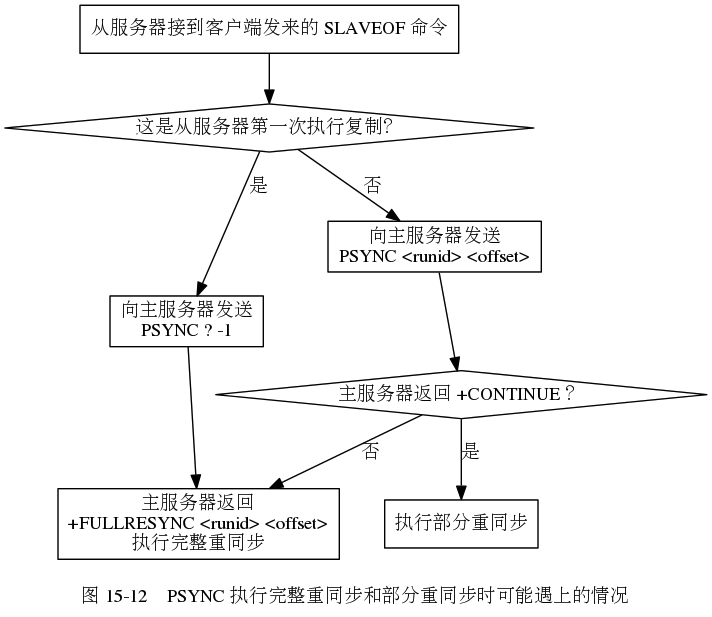 从服务器接到客户端发来的 SLAVEOF 命令
这是从服务器第一次执行复制?
是
否
向主服务器发送
PSYNC <runid> <offset>
向主服务器发送
PSYNC ? -1
主服务器返回 +CONTINUE ?
否
是
主服务器返回
+FULLRESYNC <runid> <offset>
执行完整重同步
执行部分重同步
图 15-12 PSYNC 执行完整重同步和部分重同步时可能遇上的情况